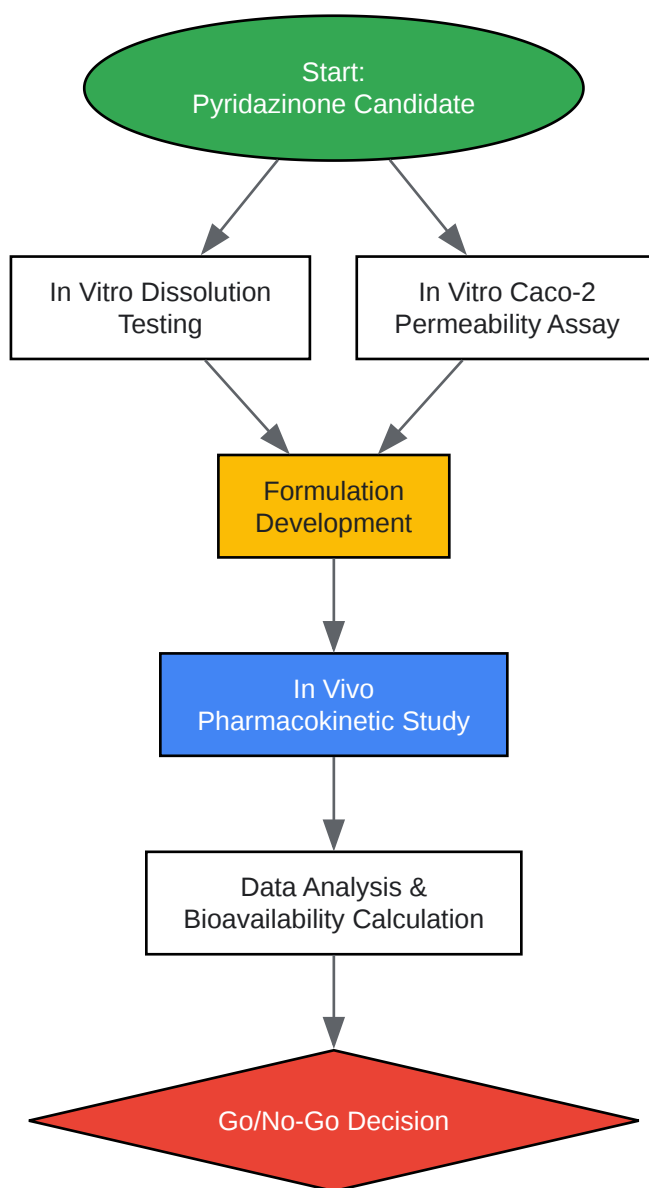 Start:
Pyridazinone Candidate
In Vitro Dissolution
Testing
In Vitro Caco-2
Permeability Assay
Formulation
Development
In Vivo
Pharmacokinetic Study
Data Analysis &
Bioavailability Calculation
Go/No-Go Decision